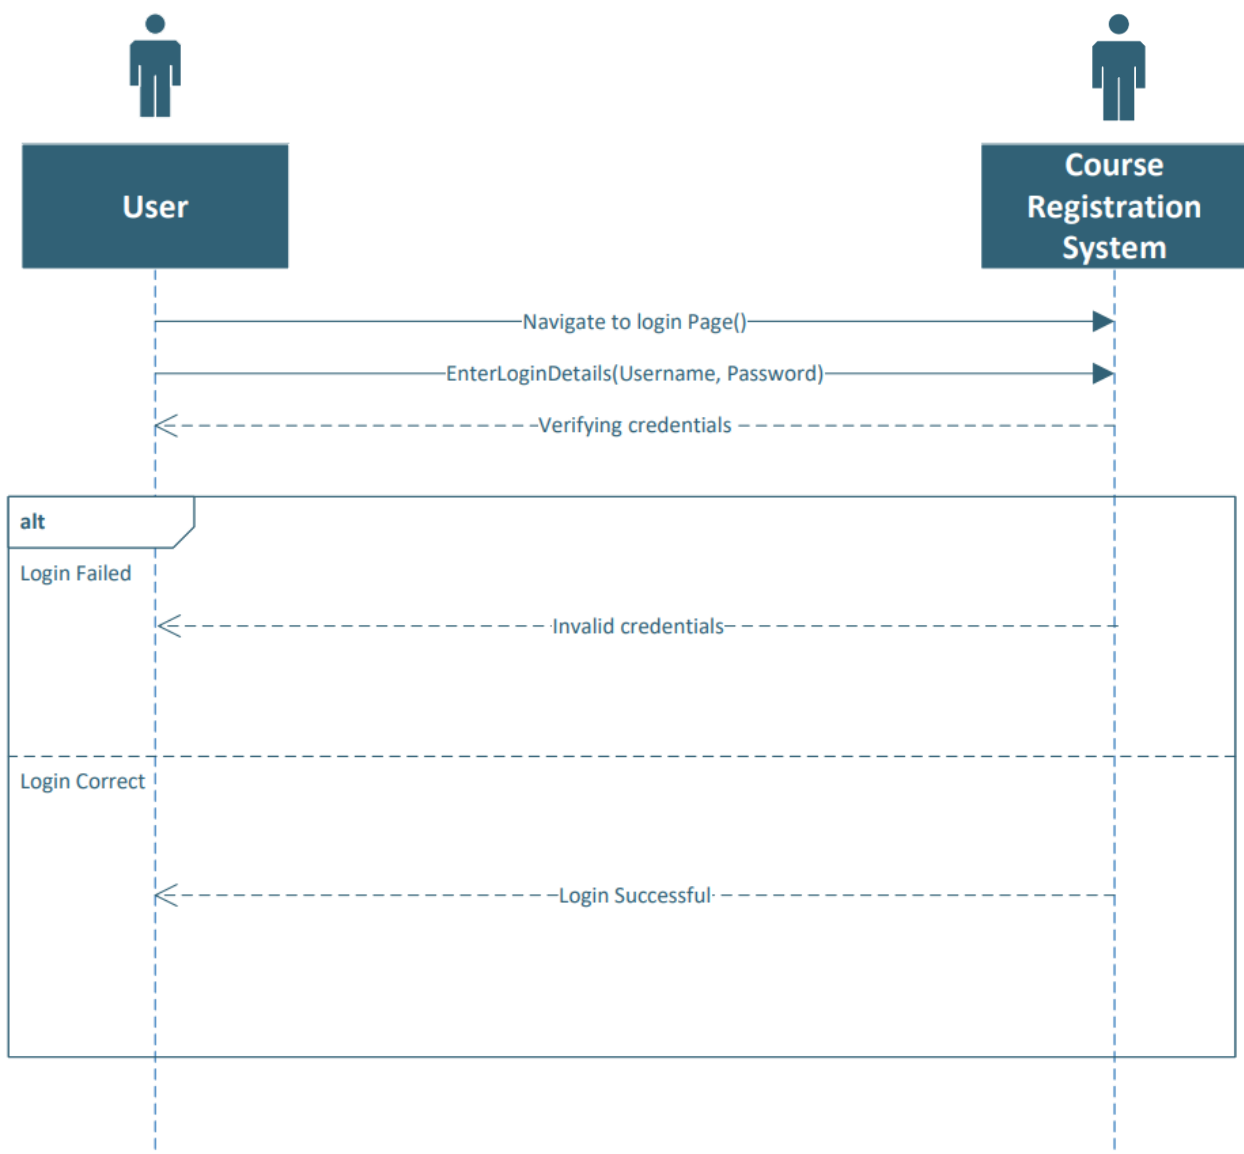 User
Course
Registration
System
Navigate to login Page()
EnterLoginDetails(Username, Password)
Verifying credentials
alt
Login Failed
Invalid credentials
Login Correct
Login Successful